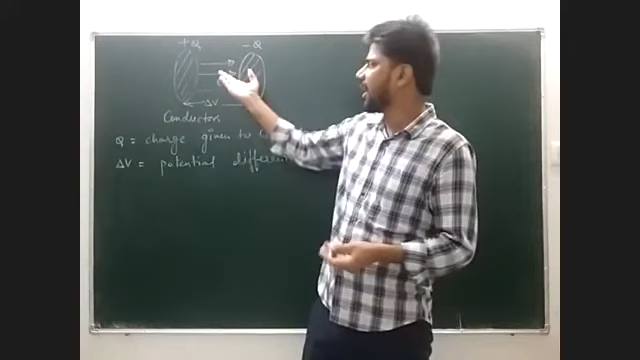 +Q -Q
ΔV
Conductors
Q = charge given to
ΔV = potential